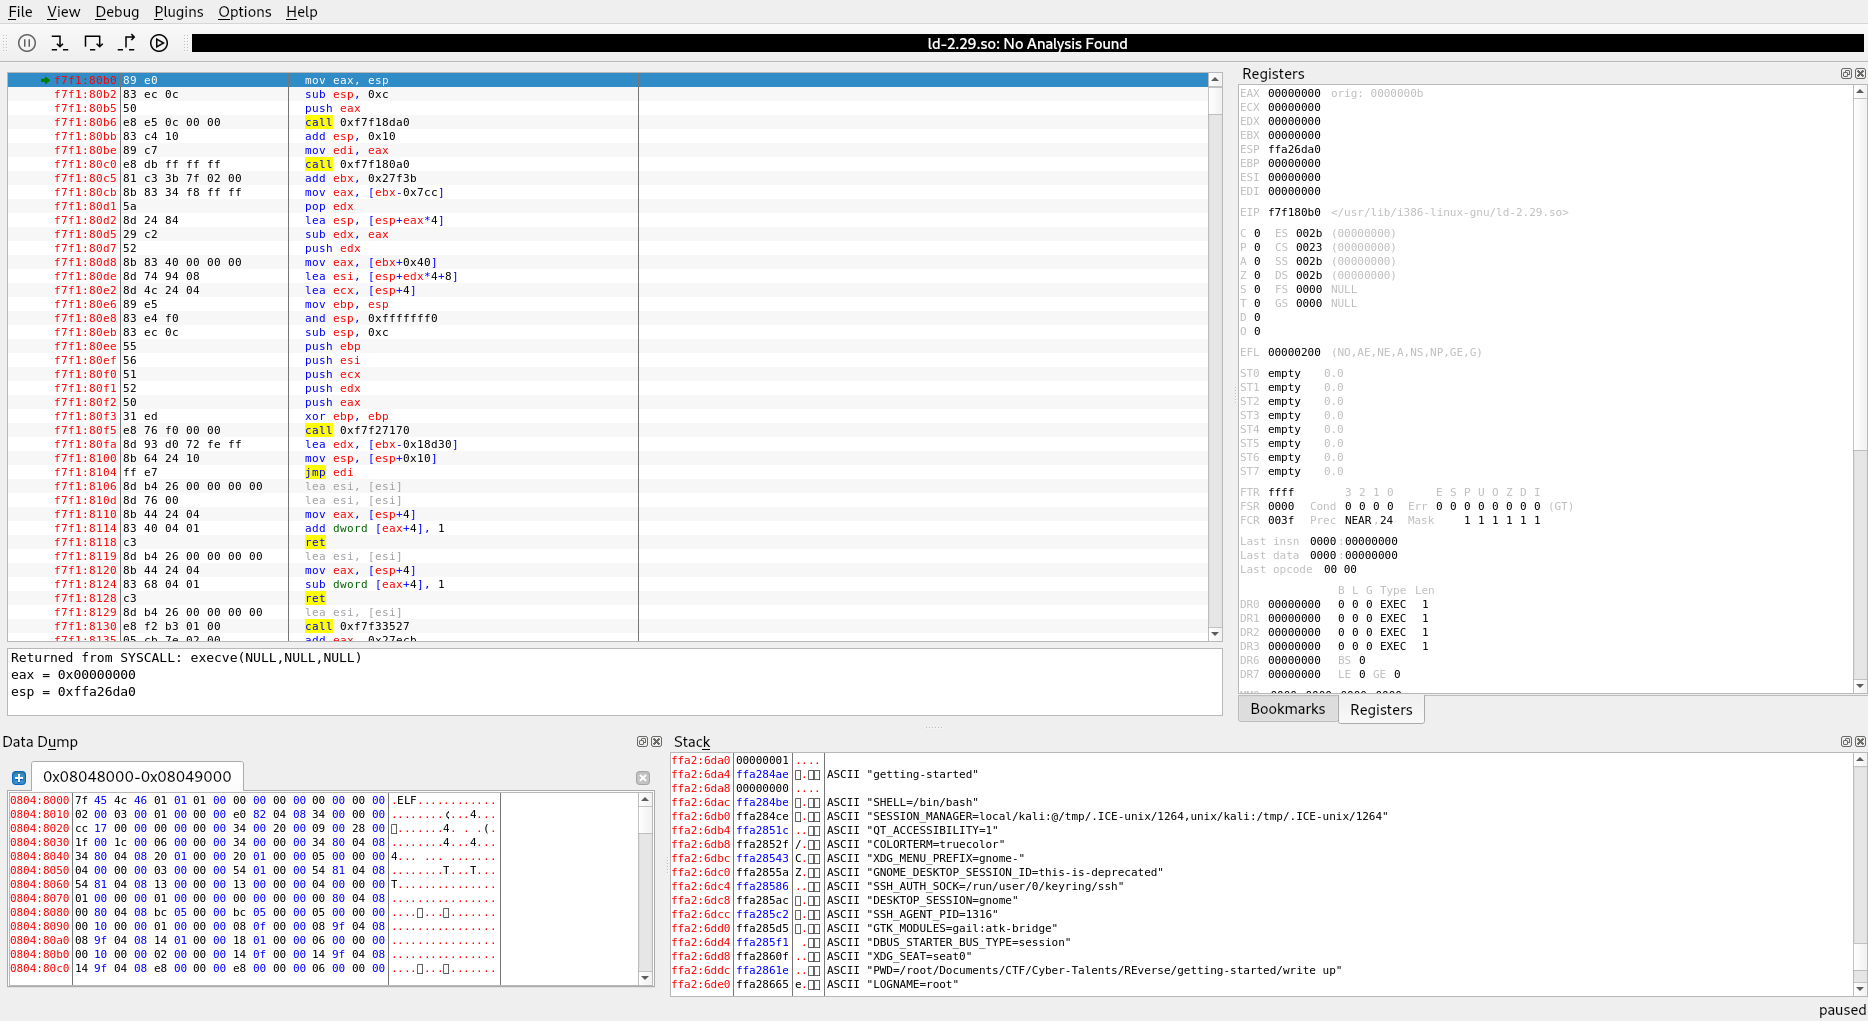 File View Debug Plugins Options Help
ld-2.29.so: No Analysis Found
f7f1:80b0 89 e0 mov eax, esp
f7f1:80b2 83 ec 0c sub esp, 0xc
f7f1:80b5 50 push eax
f7f1:80b6 e8 e5 0c 00 00 call 0xf7f18da0
f7f1:80bb 83 c4 10 add esp, 0x10
f7f1:80be 89 c7 mov edi, eax
f7f1:80c0 e8 db ff ff ff call 0xf7f180a0
f7f1:80c5 81 c3 3b 7f 02 00 add ebx, 0x27f3b
f7f1:80cb 8b 83 34 f8 ff ff mov eax, [ebx-0x7cc]
f7f1:80d1 5a pop edx
f7f1:80d2 8d 24 84 lea esp, [esp+eax*4]
f7f1:80d5 29 c2 sub edx, eax
f7f1:80d7 52 push edx
f7f1:80d8 8b 83 40 00 00 00 mov eax, [ebx+0x40]
f7f1:80de 8d 74 94 08 lea esi, [esp+edx*4+8]
f7f1:80e2 8d 4c 24 04 lea ecx, [esp+4]
f7f1:80e6 89 e5 mov ebp, esp
f7f1:80e8 83 e4 f0 and esp, 0xfffffff0
f7f1:80eb 83 ec 0c sub esp, 0xc
f7f1:80ee 55 push ebp
f7f1:80ef 56 push esi
f7f1:80f0 51 push ecx
f7f1:80f1 52 push edx
f7f1:80f2 50 push eax
f7f1:80f3 31 ed xor ebp, ebp
f7f1:80f5 e8 76 f0 00 00 call 0xf7f27170
f7f1:80fa 8d 93 d0 72 fe ff lea edx, [ebx-0x18d30]
f7f1:8100 8b 64 24 10 mov esp, [esp+0x10]
f7f1:8104 ff e7 jmp edi
f7f1:8106 8d b4 26 00 00 00 00 lea esi, [esi]
f7f1:810d 8d 76 00 lea esi, [esi]
f7f1:8110 8b 44 24 04 mov eax, [esp+4]
f7f1:8114 83 40 04 01 add dword [eax+4], 1
f7f1:8118 c3 ret
f7f1:8119 8d b4 26 00 00 00 00 lea esi, [esi]
f7f1:8120 8b 44 24 04 mov eax, [esp+4]
f7f1:8124 83 68 04 01 sub dword [eax+4], 1
f7f1:8128 c3 ret
f7f1:8129 8d b4 26 00 00 00 00 lea esi, [esi]
f7f1:8130 e8 f2 b3 01 00 call 0xf7f33527
f7f1:8135 05 cb 7e 02 00 add eax, 0x27ecb
Returned from SYSCALL: execve(NULL,NULL,NULL)
eax = 0x00000000
esp = 0xffa26da0
Registers
EAX 00000000 orig: 0000000b
ECX 00000000
EDX 00000000
EBX 00000000
ESP ffa26da0
EBP 00000000
ESI 00000000
EDI 00000000
EIP f7f180b0 </usr/lib/i386-linux-gnu/ld-2.29.so>
C 0 ES 002b (00000000)
P 0 CS 0023 (00000000)
A 0 SS 002b (00000000)
Z 0 DS 002b (00000000)
S 0 FS 0000 NULL
T 0 GS 0000 NULL
D 0
O 0
EFL 00000200 (NO,AE,NE,A,NS,NP,GE,G)
ST0 empty 0.0
ST1 empty 0.0
ST2 empty 0.0
ST3 empty 0.0
ST4 empty 0.0
ST5 empty 0.0
ST6 empty 0.0
ST7 empty 0.0
FTR ffff 3 2 1 0 E S P U O Z D I
FSR 0000 Cond 0 0 0 0 Err 0 0 0 0 0 0 0 0 (GT)
FCR 003f Prec NEAR,24 Mask 1 1 1 1 1 1
Last insn 0000:00000000
Last data 0000:00000000
Last opcode 00 00
B L G Type Len
DR0 00000000 0 0 0 EXEC 1
DR1 00000000 0 0 0 EXEC 1
DR2 00000000 0 0 0 EXEC 1
DR3 00000000 0 0 0 EXEC 1
DR6 00000000 BS 0
DR7 00000000 LE 0 GE 0
Bookmarks Registers
Data Dump
0x08048000-0x08049000
0804:8000 7f 45 4c 46 01 01 01 00 00 00 00 00 00 00 00 00 .ELF............
0804:8010 02 00 03 00 01 00 00 00 e0 82 04 08 34 00 00 00
0804:8020 cc 17 00 00 00 00 00 00 34 00 20 00 09 00 28 00
0804:8030 1f 00 1c 00 06 00 00 00 34 00 00 00 34 80 04 08 ........4...4...
0804:8040 34 80 04 08 20 01 00 00 20 01 00 00 05 00 00 00 4... ... .......
0804:8050 04 00 00 00 03 00 00 00 54 01 00 00 54 81 04 08 ........T...T...
0804:8060 54 81 04 08 13 00 00 00 13 00 00 00 04 00 00 00 T...............
0804:8070 01 00 00 00 01 00 00 00 00 00 00 00 00 80 04 08 ................
0804:8080 00 80 04 08 bc 05 00 00 bc 05 00 00 05 00 00 00
0804:8090 00 10 00 00 01 00 00 00 08 0f 00 00 08 9f 04 08 ................
0804:80a0 08 9f 04 08 14 01 00 00 18 01 00 00 06 00 00 00 ................
0804:80b0 00 10 00 00 02 00 00 00 14 0f 00 00 14 9f 04 08 ................
0804:80c0 14 9f 04 08 e8 00 00 00 e8 00 00 00 06 00 00 00
Stack
ffa2:6da0 00000001 ....
ffa2:6da4 ffa284ae ASCII "getting-started"
ffa2:6da8 00000000 ....
ffa2:6dac ffa284be ASCII "SHELL=/bin/bash"
ffa2:6db0 ffa284ce ASCII "SESSION_MANAGER=local/kali:@/tmp/.ICE-unix/1264,unix/kali:/tmp/.ICE-unix/1264"
ffa2:6db4 ffa2851c ASCII "QT_ACCESSIBILITY=1"
ffa2:6db8 ffa2852f ASCII "COLORTERM=truecolor"
ffa2:6dbc ffa28543 ASCII "XDG_MENU_PREFIX=gnome-"
ffa2:6dc0 ffa2855a ASCII "GNOME_DESKTOP_SESSION_ID=this-is-deprecated"
ffa2:6dc4 ffa28586 ASCII "SSH_AUTH_SOCK=/run/user/0/keyring/ssh"
ffa2:6dc8 ffa285ac ASCII "DESKTOP_SESSION=gnome"
ffa2:6dcc ffa285c2 ASCII "SSH_AGENT_PID=1316"
ffa2:6dd0 ffa285d5 ASCII "GTK_MODULES=gail:atk-bridge"
ffa2:6dd4 ffa285f1 ASCII "DBUS_STARTER_BUS_TYPE=session"
ffa2:6dd8 ffa2860f ASCII "XDG_SEAT=seat0"
ffa2:6ddc ffa2861e ASCII "PWD=/root/Documents/CTF/Cyber-Talents/REverse/getting-started/write up"
ffa2:6de0 ffa28665 ASCII "LOGNAME=root"
paused